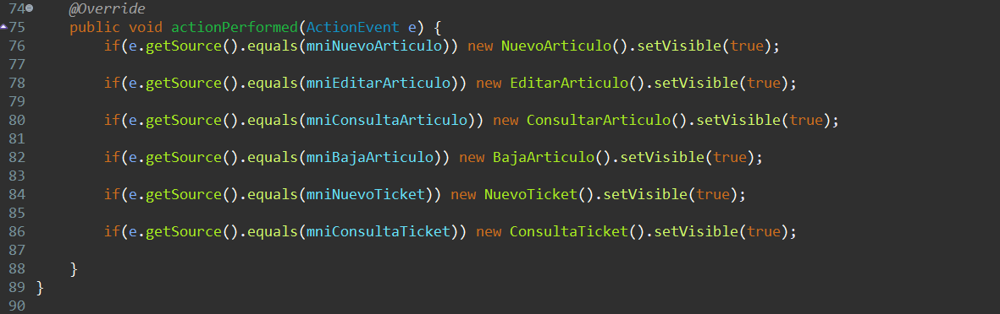 74 @Override
75 public void actionPerformed(ActionEvent e) {
76 if(e.getSource().equals(mniNuevoArticulo)) new NuevoArticulo().setVisible(true);
77
78 if(e.getSource().equals(mniEditarArticulo)) new EditarArticulo().setVisible(true);
79
80 if(e.getSource().equals(mniConsultaArticulo)) new ConsultarArticulo().setVisible(true);
81
82 if(e.getSource().equals(mniBajaArticulo)) new BajaArticulo().setVisible(true);
83
84 if(e.getSource().equals(mniNuevoTicket)) new NuevoTicket().setVisible(true);
85
86 if(e.getSource().equals(mniConsultaTicket)) new ConsultaTicket().setVisible(true);
87
88 }
89 }
90